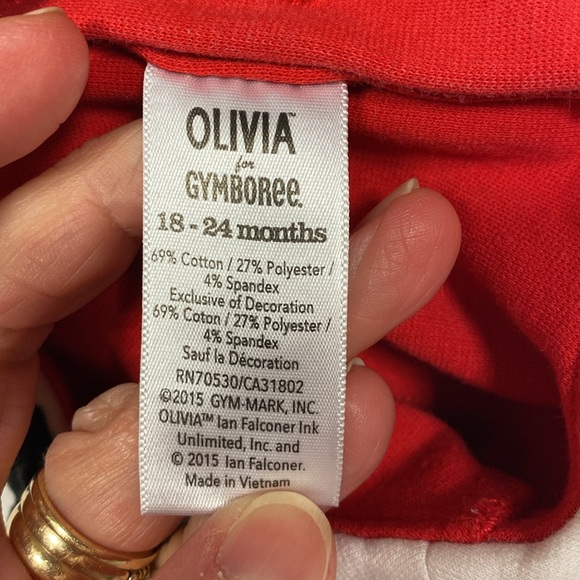 OLIVIA™
for
GYMBOREE.
18 - 24 months
69% Cotton / 27% Polyester /
4% Spandex
Exclusive of Decoration
69% Cotton / 27% Polyester /
4% Spandex
Sauf la Décoration
RN70530/CA31802
©2015 GYM-MARK, INC.
OLIVIA™ Ian Falconer Ink
Unlimited, Inc. and
© 2015 Ian Falconer.
Made in Vietnam